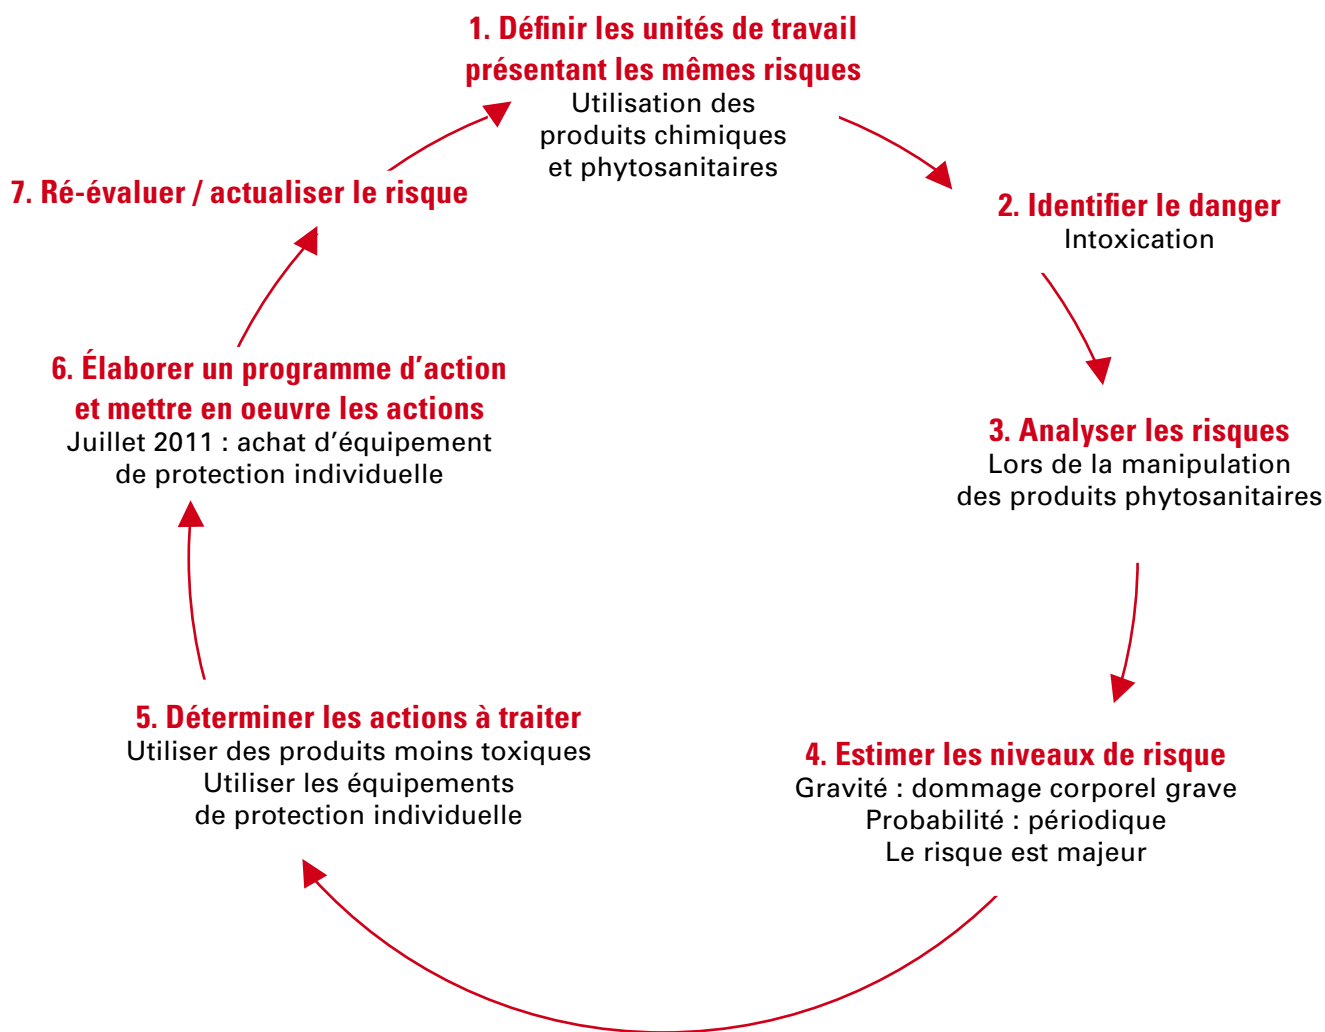 1. Définir les unités de travail
présentant les mêmes risques
Utilisation des
produits chimiques
et phytosanitaires
2. Identifier le danger
Intoxication
3. Analyser les risques
Lors de la manipulation
des produits phytosanitaires
4. Estimer les niveaux de risque
Gravité : dommage corporel grave
Probabilité : périodique
Le risque est majeur
5. Déterminer les actions à traiter
Utiliser des produits moins toxiques
Utiliser les équipements
de protection individuelle
6. Élaborer un programme d’action
et mettre en oeuvre les actions
Juillet 2011 : achat d’équipement
de protection individuelle
7. Ré-évaluer / actualiser le risque